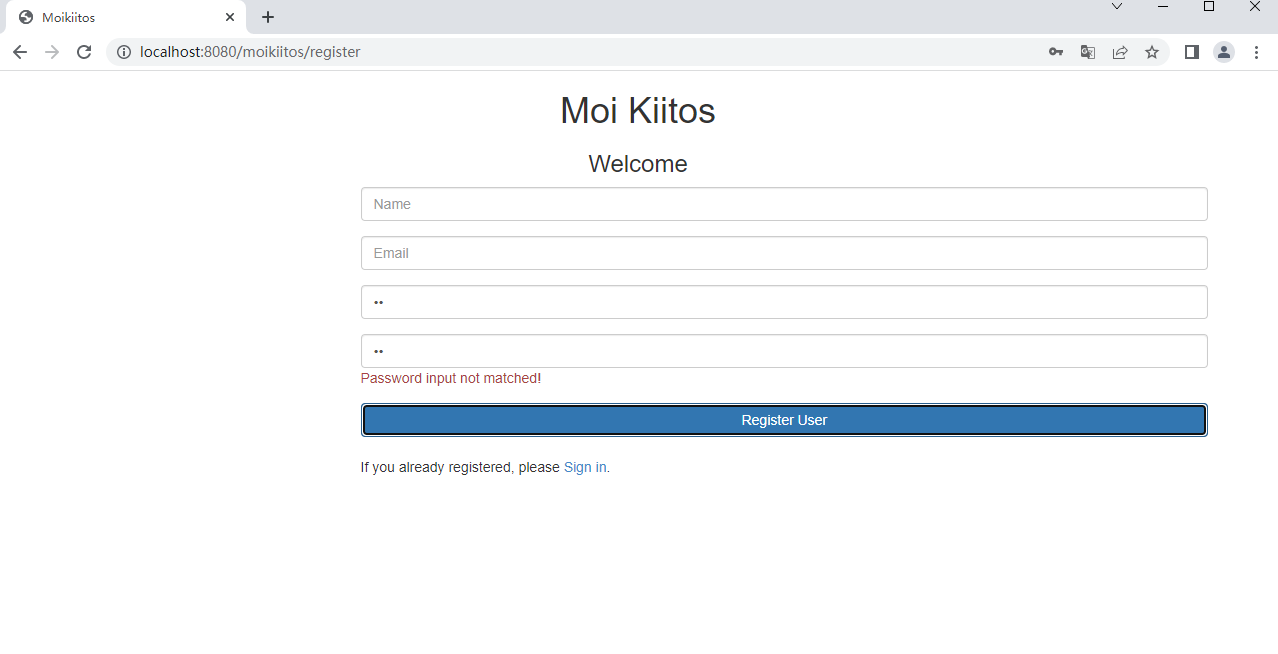 Moikiitos
localhost:8080/moikiitos/register
Moi Kiitos
Welcome
Name
Email
••
••
Password input not matched!
Register User
If you already registered, please Sign in.